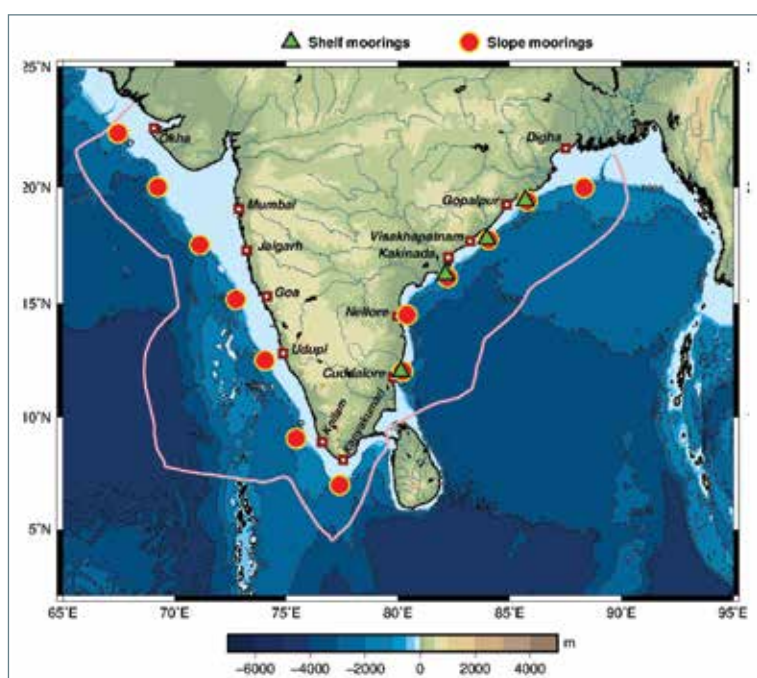 Shelf moorings Slope moorings
25°N
20°N
15°N
10°N
5°N
Okha
Mumbai
Jaigarh
Goa
Udupi
Kollam
Kanyakumari
Digha
Gopalpur
Visakhapatnam
Kakinada
Nellore
Cuddalore
65°E 70°E 75°E 80°E 85°E 90°E 95°E
m
-6000 -4000 -2000 0 2000 4000